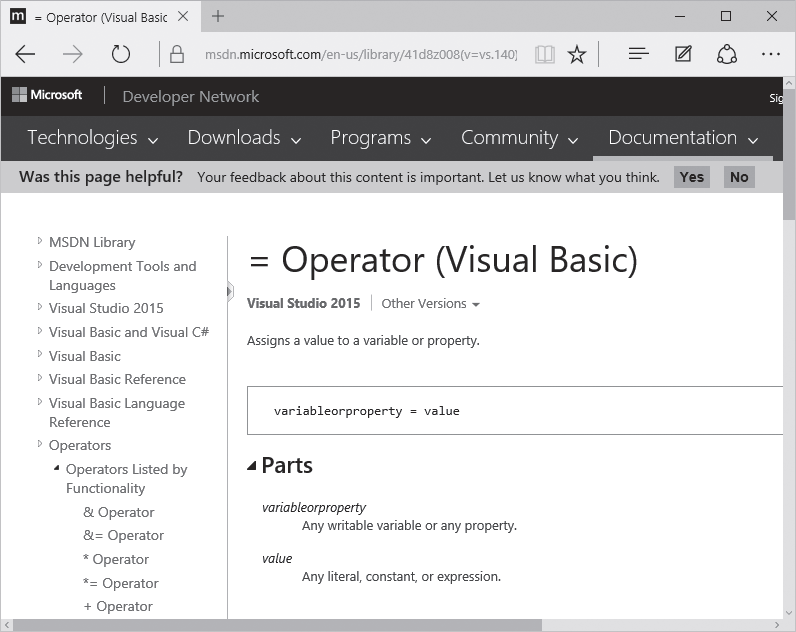 m = Operator (Visual Basic
msdn.microsoft.com/en-us/library/41d8z008(v=vs.140)
Microsoft Developer Network Sig
Technologies Downloads Programs Community Documentation
Was this page helpful? Your feedback about this content is important. Let us know what you think. Yes No
MSDN Library
Development Tools and
Languages
Visual Studio 2015
Visual Basic and Visual C#
Visual Basic
Visual Basic Reference
Visual Basic Language
Reference
Operators
Operators Listed by
Functionality
& Operator
&= Operator
* Operator
*= Operator
+ Operator
= Operator (Visual Basic)
Visual Studio 2015 Other Versions
Assigns a value to a variable or property.
variableorproperty = value
Parts
variableorproperty
Any writable variable or any property.
value
Any literal, constant, or expression.